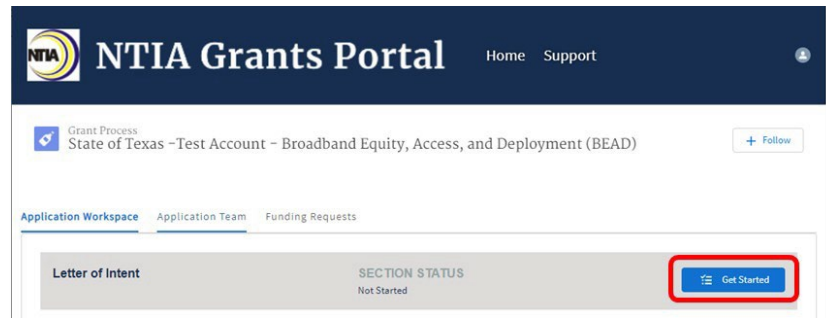 NTIA
NTIA Grants Portal
Home Support
Grant Process
State of Texas -Test Account - Broadband Equity, Access, and Deployment (BEAD)
+ Follow
Application Workspace Application Team Funding Requests
Letter of Intent
SECTION STATUS
Not Started
Get Started